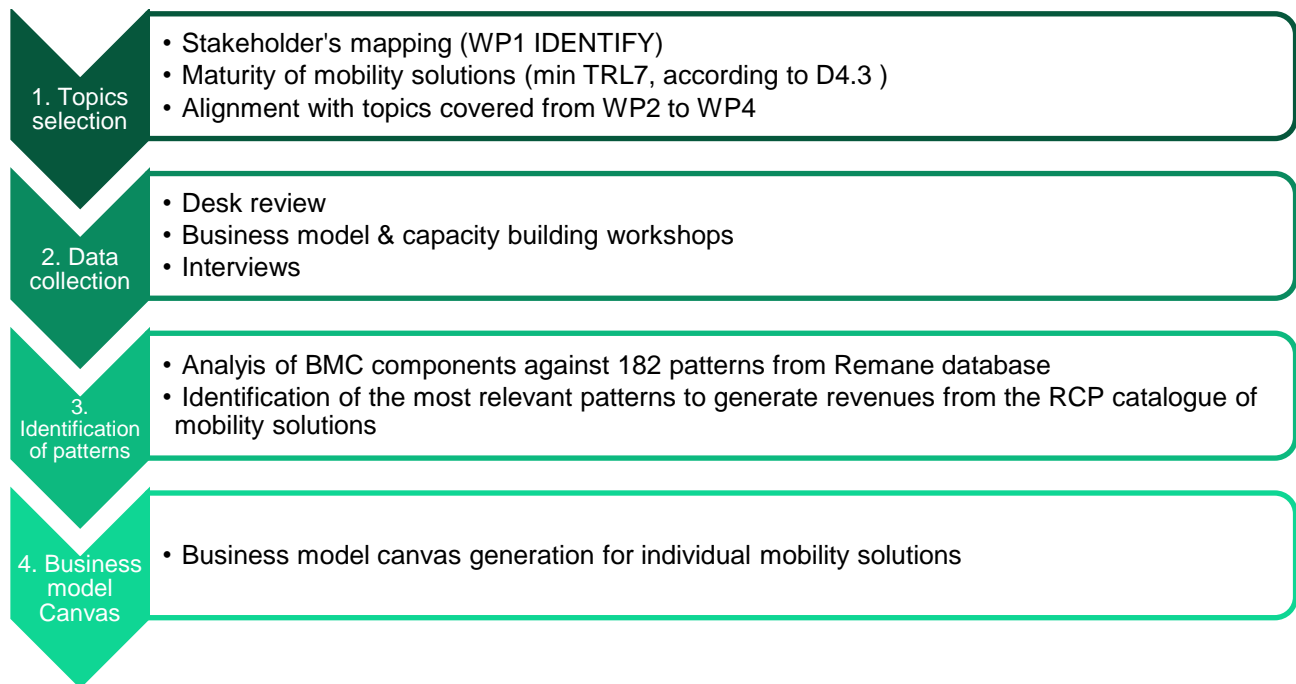 1. Topics
selection
• Stakeholder's mapping (WP1 IDENTIFY)
• Maturity of mobility solutions (min TRL7, according to D4.3 )
• Alignment with topics covered from WP2 to WP4
2. Data
collection
• Desk review
• Business model & capacity building workshops
• Interviews
3.
Identification
of patterns
• Analyis of BMC components against 182 patterns from Remane database
• Identification of the most relevant patterns to generate revenues from the RCP catalogue of
mobility solutions
4. Business
model
Canvas
• Business model canvas generation for individual mobility solutions